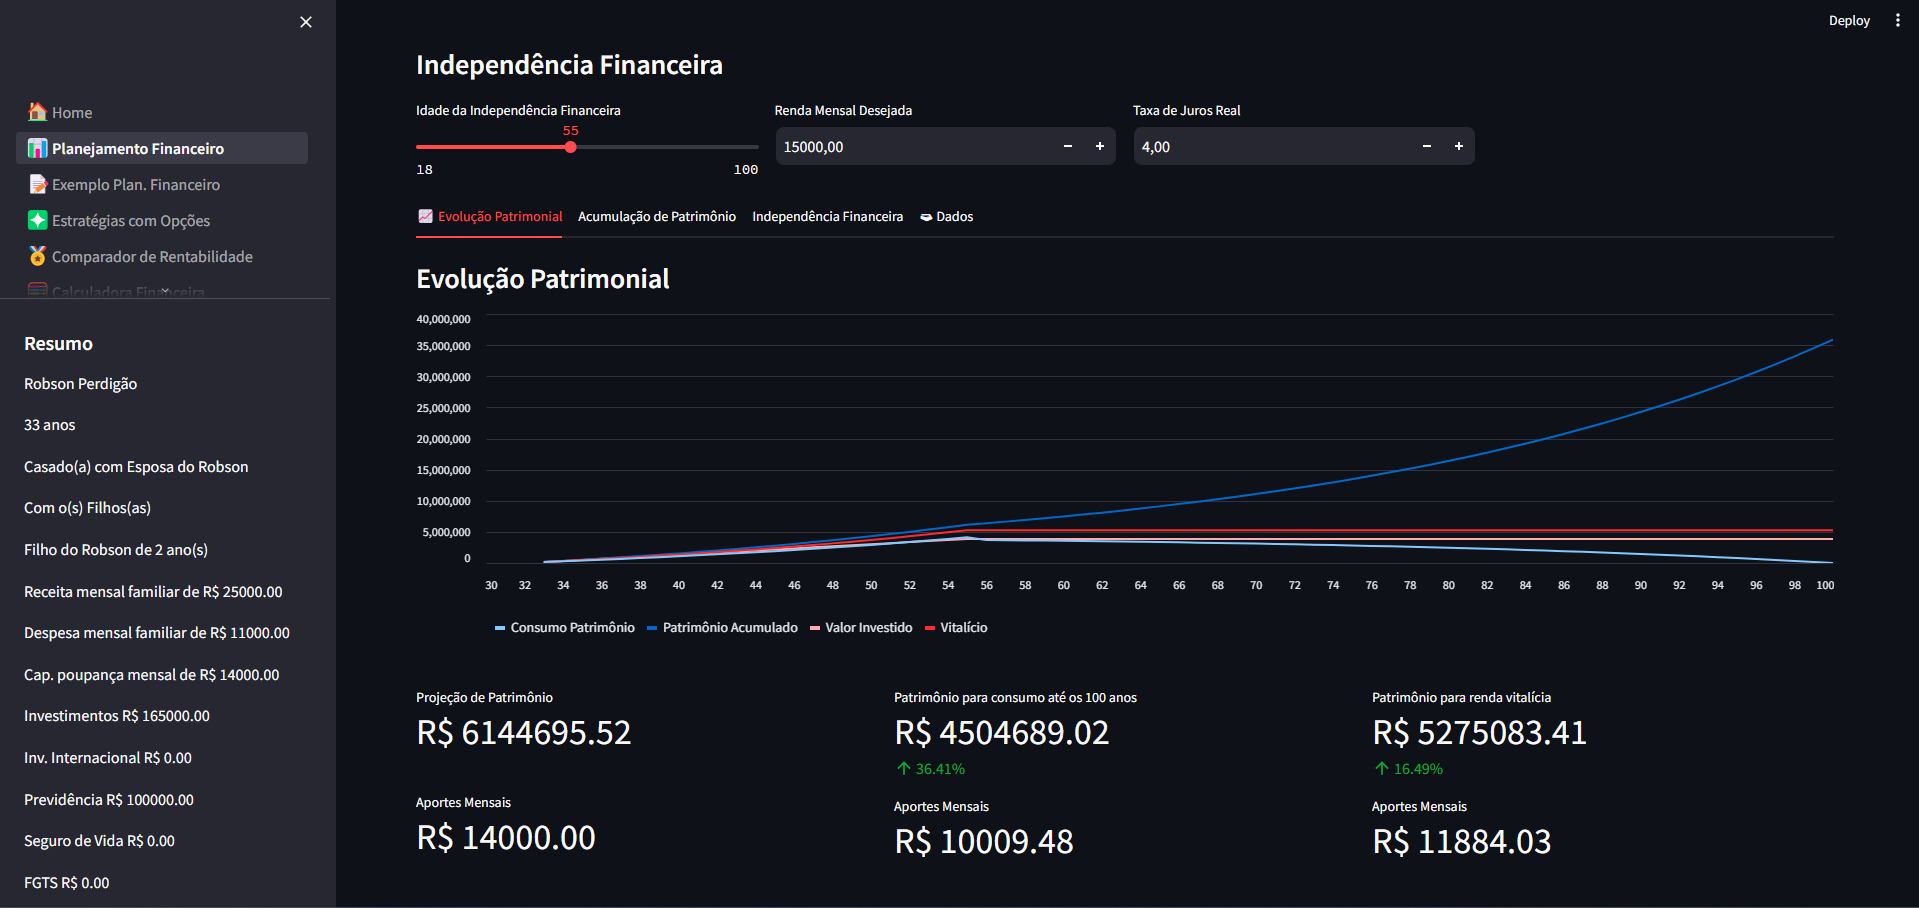 Deploy
Home
Planejamento Financeiro
Exemplo Plan. Financeiro
Estratégias com Opções
Comparador de Rentabilidade
Calculadora Financeira
Resumo
Robson Perdigão
33 anos
Casado(a) com Esposa do Robson
Com o(s) Filhos(as)
Filho do Robson de 2 ano(s)
Receita mensal familiar de R$ 25000.00
Despesa mensal familiar de R$ 11000.00
Cap. poupança mensal de R$ 14000.00
Investimentos R$ 165000.00
Inv. Internacional R$ 0.00
Previdência R$ 100000.00
Seguro de Vida R$ 0.00
FGTS R$ 0.00
Independência Financeira
Idade da Independência Financeira
55
18 100
Renda Mensal Desejada
15000,00
Taxa de Juros Real
4,00
Evolução Patrimonial Acumulação de Patrimônio Independência Financeira Dados
Evolução Patrimonial
40,000,000
35,000,000
30,000,000
25,000,000
20,000,000
15,000,000
10,000,000
5,000,000
0
30 32 34 36 38 40 42 44 46 48 50 52 54 56 58 60 62 64 66 68 70 72 74 76 78 80 82 84 86 88 90 92 94 96 98 100
Consumo Patrimônio Patrimônio Acumulado Valor Investido Vitalício
Projeção de Patrimônio
R$ 6144695.52
Aportes Mensais
R$ 14000.00
Patrimônio para consumo até os 100 anos
R$ 4504689.02
36.41%
Aportes Mensais
R$ 10009.48
Patrimônio para renda vitalícia
R$ 5275083.41
16.49%
Aportes Mensais
R$ 11884.03